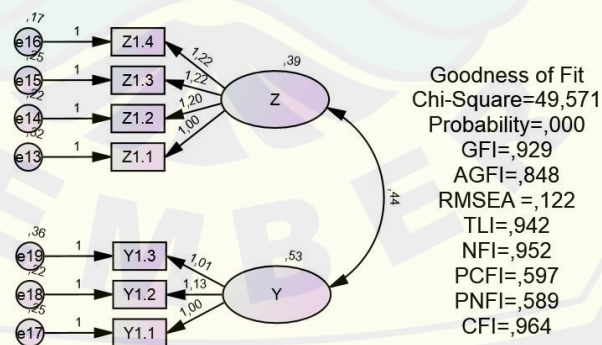 ,17
e16 1 Z1.4
,25
e15 1 Z1.3
,22
e14 1 Z1.2
,32
e13 1 Z1.1
1,22
1,22
1,20
1,00
,39
Z
,44
,36
e19 1 Y1.3
,22
e18 1 Y1.2
,25
e17 1 Y1.1
1,01
1,13
1,00
,53
Y
Goodness of Fit
Chi-Square=49,571
Probability=,000
GFI=,929
AGFI=,848
RMSEA =,122
TLI=,942
NFI=,952
PCFI=,597
PNFI=,589
CFI=,964
EMBER